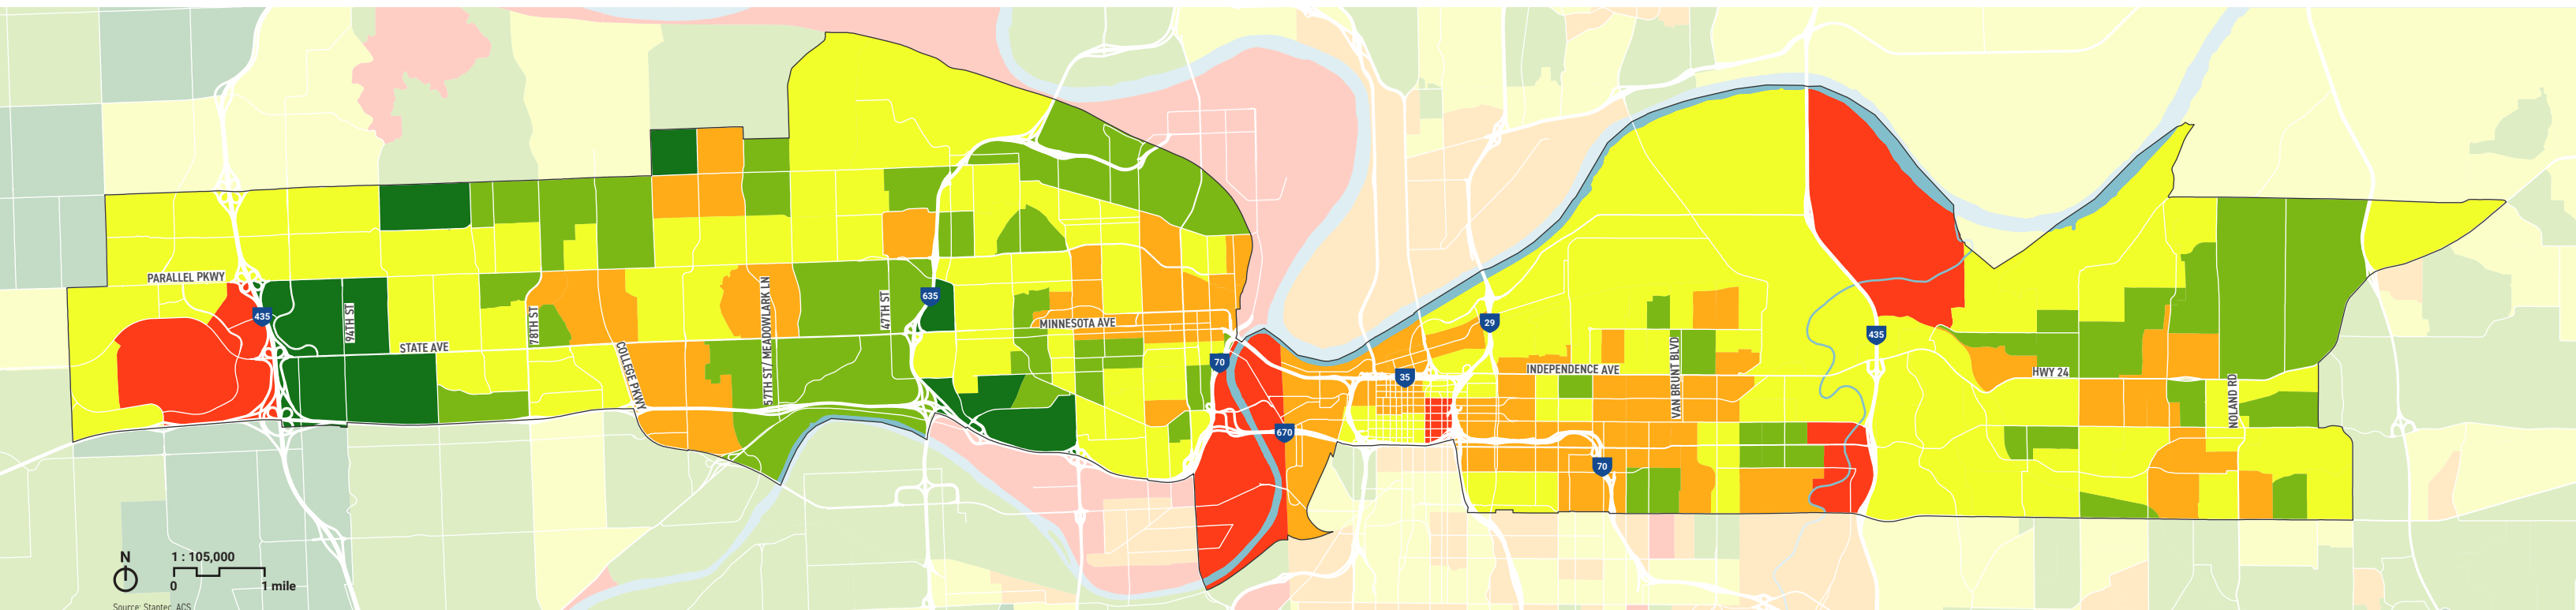 PARALLEL PKWY
435
94TH ST
STATE AVE
78TH ST
COLLEGE PKWY
57TH ST / MEADOWLARK LN
47TH ST
635
MINNESOTA AVE
70
670
35
29
INDEPENDENCE AVE
VAN BRUNT BLVD
70
435
HWY 24
NOLAND RD
N
1 : 105,000
0 1 mile
Source: Stantec, ACS